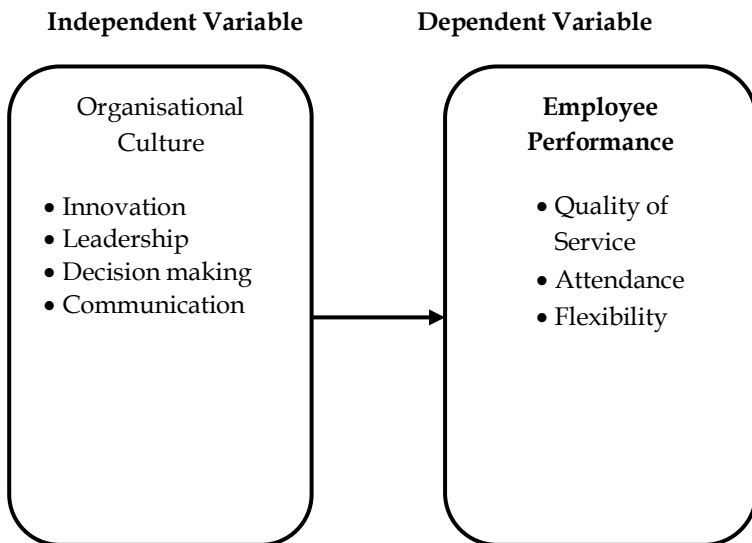 Independent Variable
Dependent Variable
Organisational
Culture
• Innovation
• Leadership
• Decision making
• Communication
Employee
Performance
• Quality of
Service
• Attendance
• Flexibility